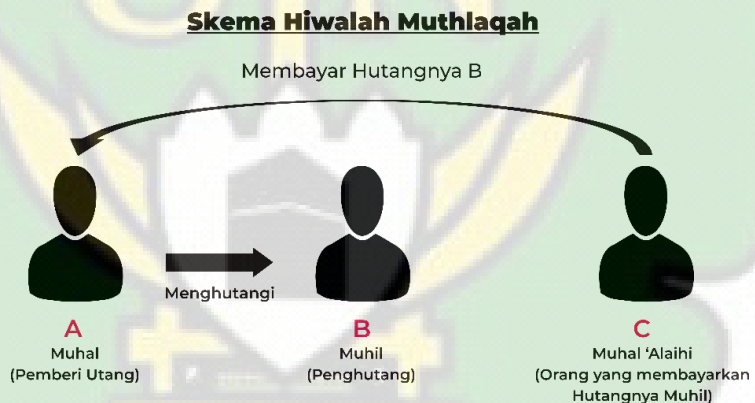 Skema Hiwalah Muthlaqah
Membayar Hutangnya B
Menghutangi
A
Muhal
(Pemberi Utang)
B
Muhil
(Penghutang)
C
Muhal ‘Alaihi
(Orang yang membayarkan
Hutangnya Muhil)